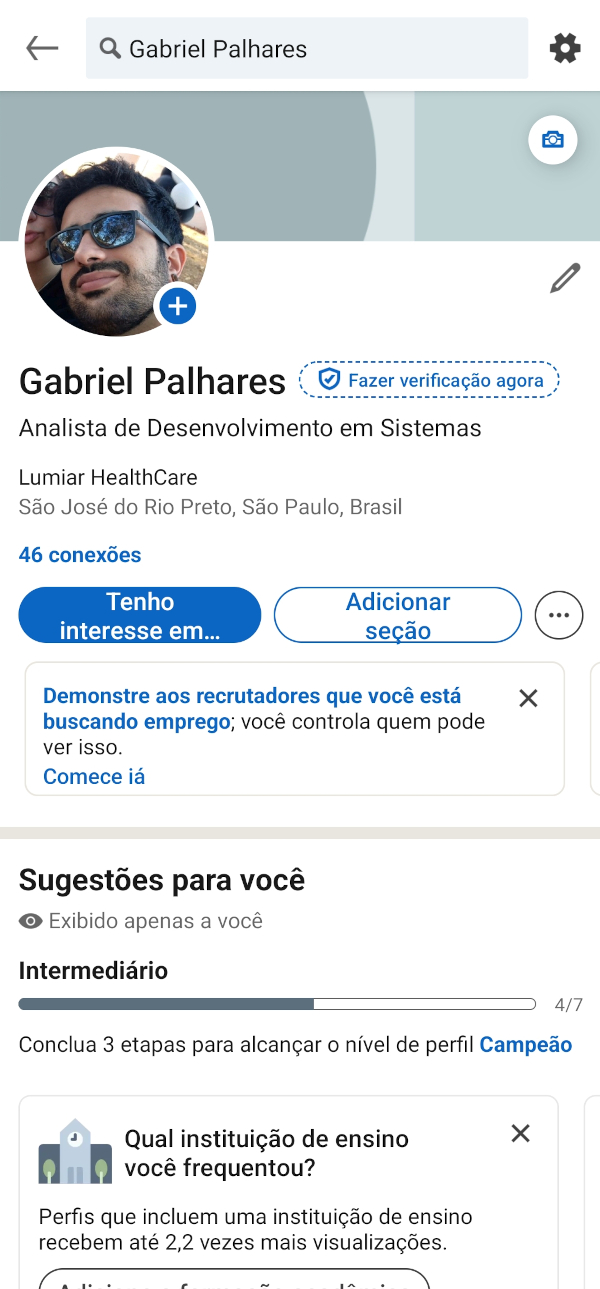 Gabriel Palhares
Gabriel Palhares
Fazer verificação agora
Analista de Desenvolvimento em Sistemas
Lumiar HealthCare
São José do Rio Preto, São Paulo, Brasil
46 conexões
Tenho
interesse em...
Adicionar
seção
Demonstre aos recrutadores que você está
buscando emprego; você controla quem pode
ver isso.
Comece já
Sugestões para você
Exibido apenas a você
Intermediário
4/7
Conclua 3 etapas para alcançar o nível de perfil Campeão
Qual instituição de ensino
você frequentou?
Perfis que incluem uma instituição de ensino
recebem até 2,2 vezes mais visualizações.